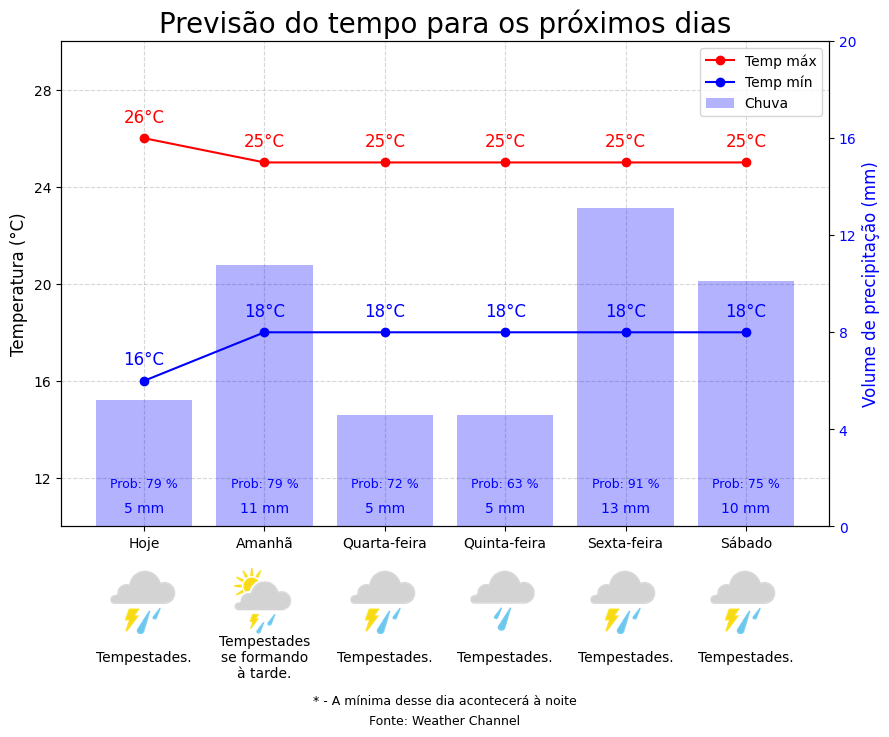 Previsão do tempo para os próximos dias
Temp máx
Temp mín
Chuva
Temperatura (°C)
28
24
20
16
12
Volume de precipitação (mm)
20
16
12
8
4
0
26°C 25°C 25°C 25°C 25°C 25°C
16°C 18°C 18°C 18°C 18°C 18°C
Prob: 79 % Prob: 79 % Prob: 72 % Prob: 63 % Prob: 91 % Prob: 75 %
5 mm 11 mm 5 mm 5 mm 13 mm 10 mm
Hoje Amanhã Quarta-feira Quinta-feira Sexta-feira Sábado
Tempestades.
Tempestades
se formando
à tarde.
Tempestades.
Tempestades.
Tempestades.
Tempestades.
* - A mínima desse dia acontecerá à noite
Fonte: Weather Channel